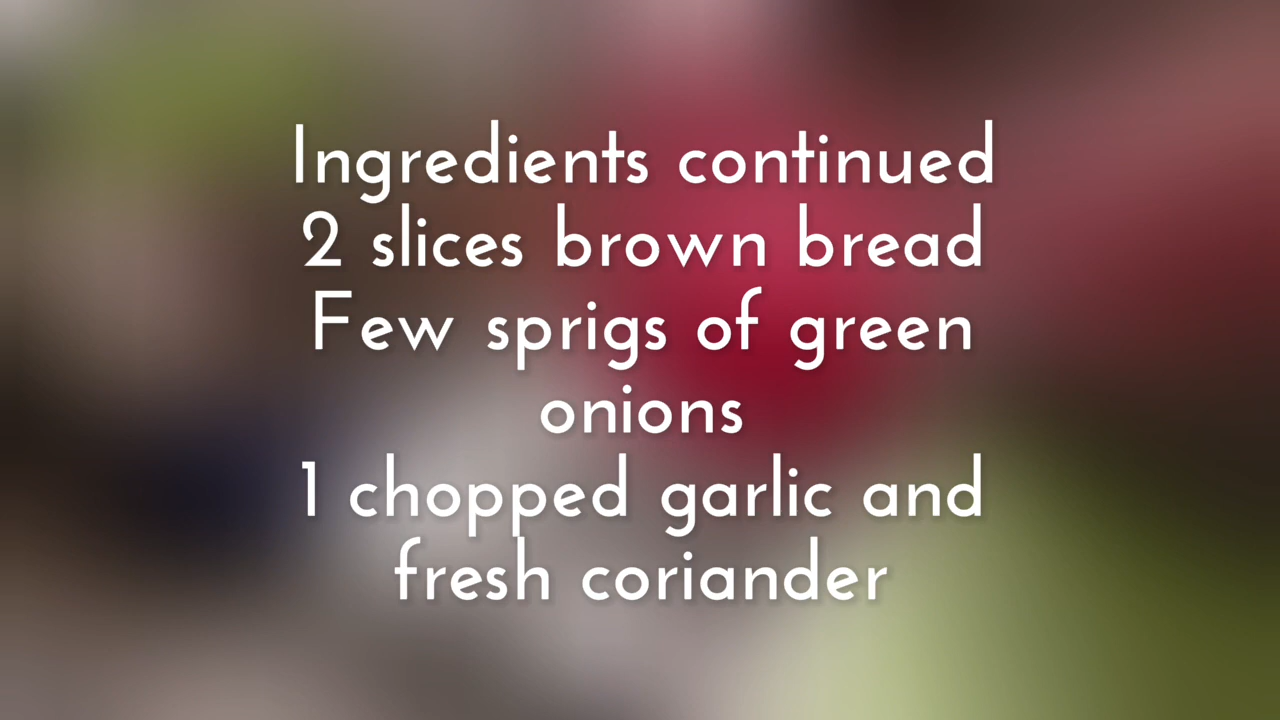 Ingredients continued
2 slices brown bread
Few sprigs of green
onions
1 chopped garlic and
fresh coriander